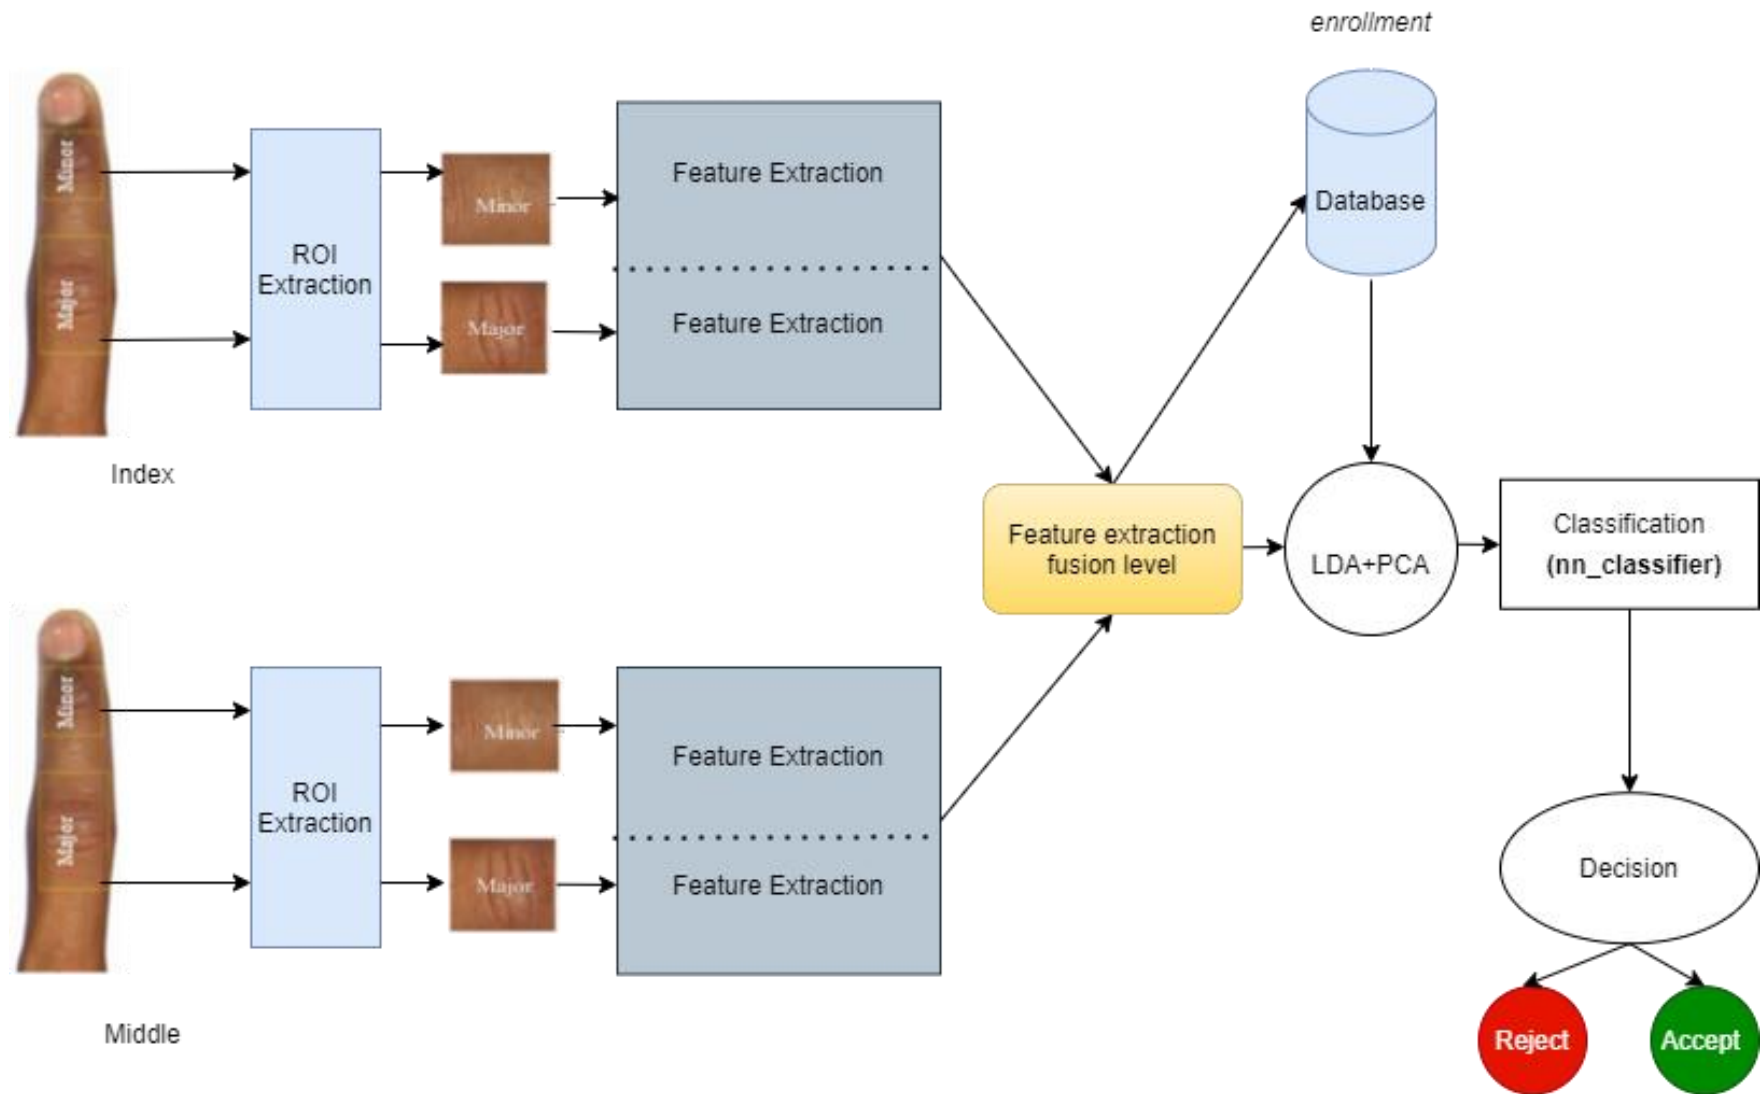 enrollment
Minor
Major
Index
ROI
Extraction
Minor
Major
Feature Extraction
Feature Extraction
Database
Feature extraction
fusion level
LDA+PCA
Classification
(nn_classifier)
Minor
Major
Middle
ROI
Extraction
Minor
Major
Feature Extraction
Feature Extraction
Decision
Reject
Accept